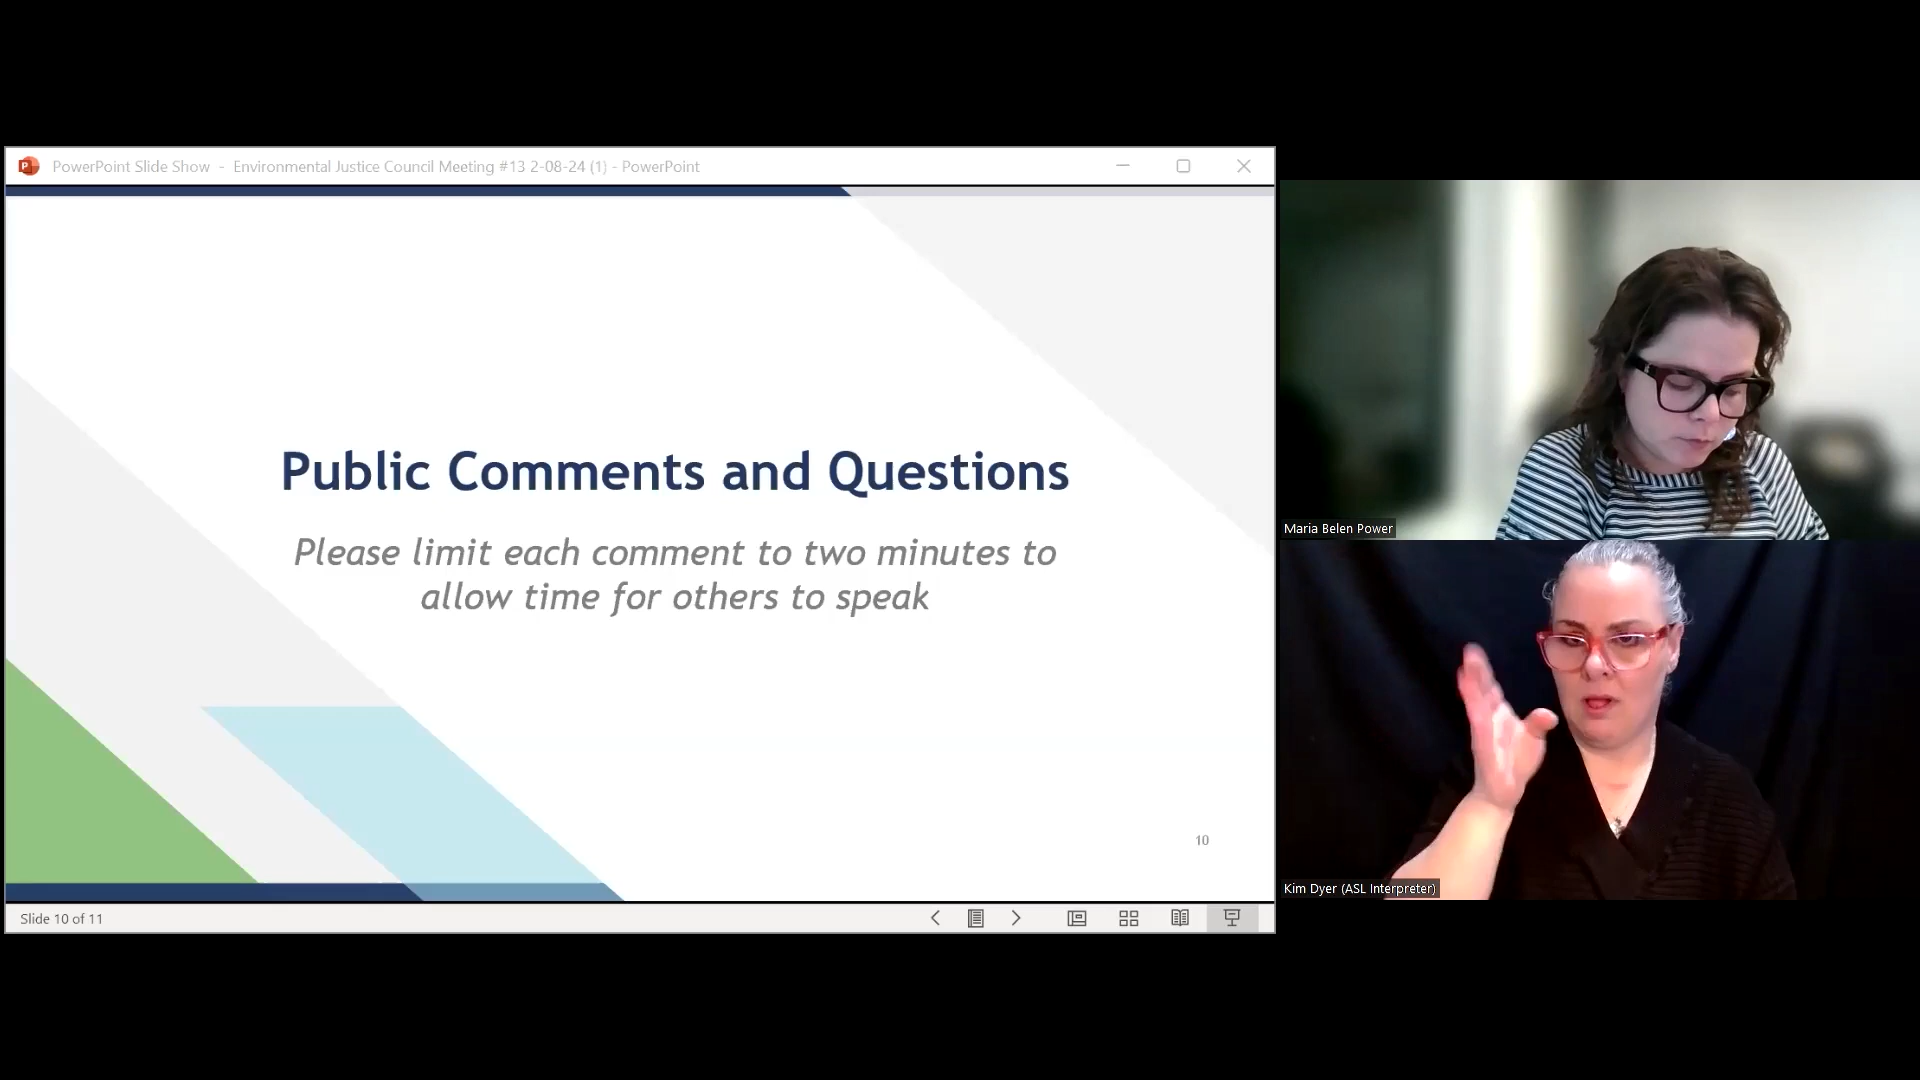 PowerPoint Slide Show - Environmental Justice Council Meeting #13 2-08-24 (1) - PowerPoint
Public Comments and Questions
Please limit each comment to two minutes to
allow time for others to speak
10
Slide 10 of 11
Maria Belen Power
Kim Dyer (ASL Interpreter)